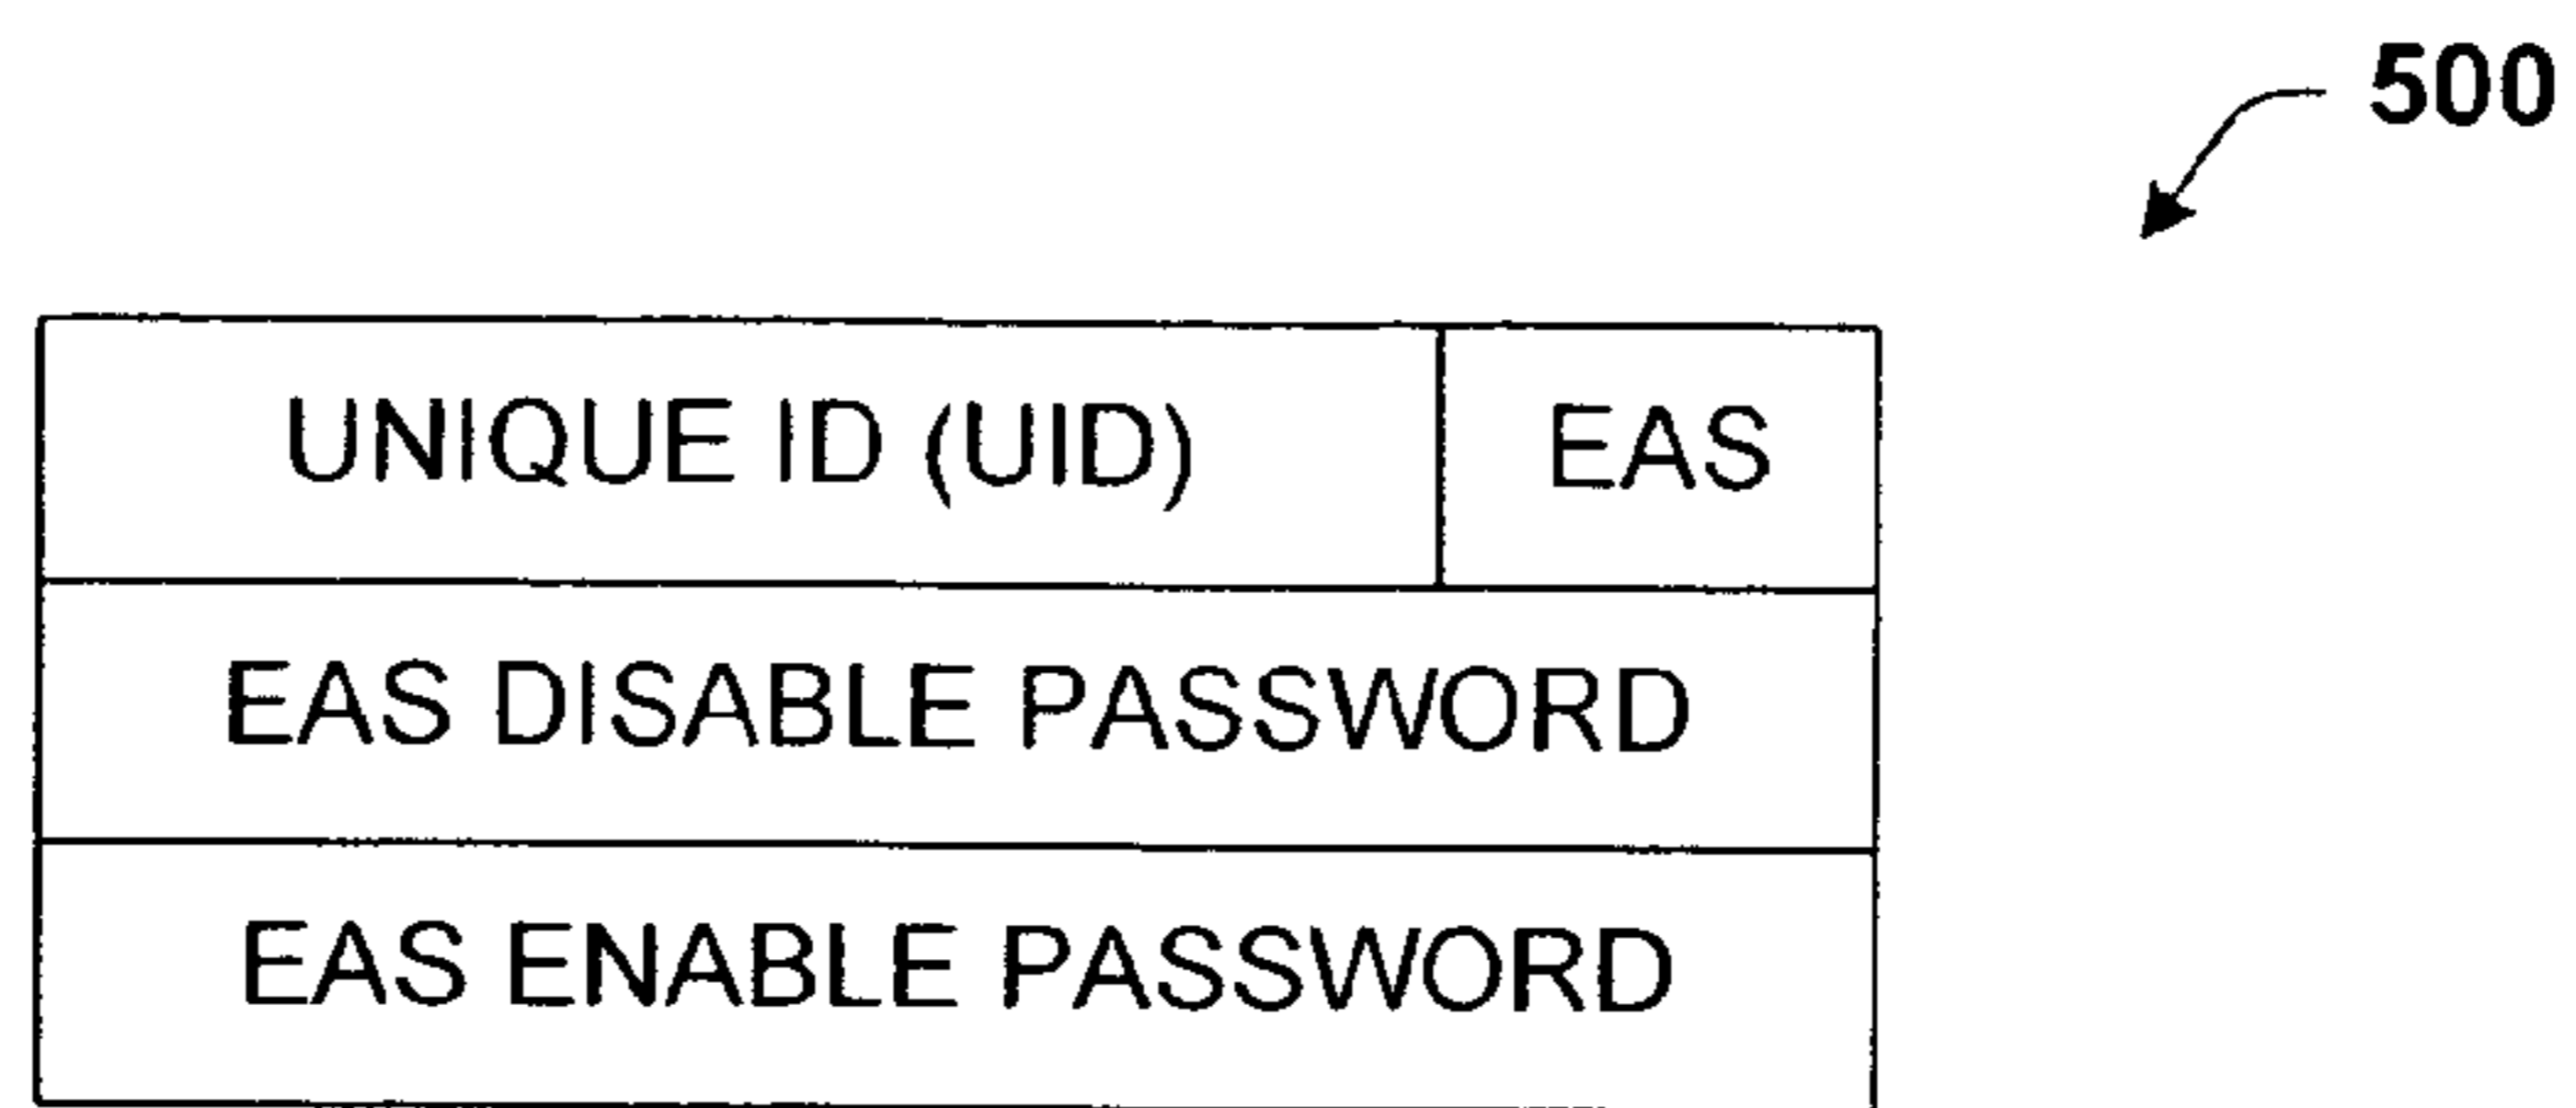 500
UNIQUE ID (UID) EAS
EAS DISABLE PASSWORD
EAS ENABLE PASSWORD